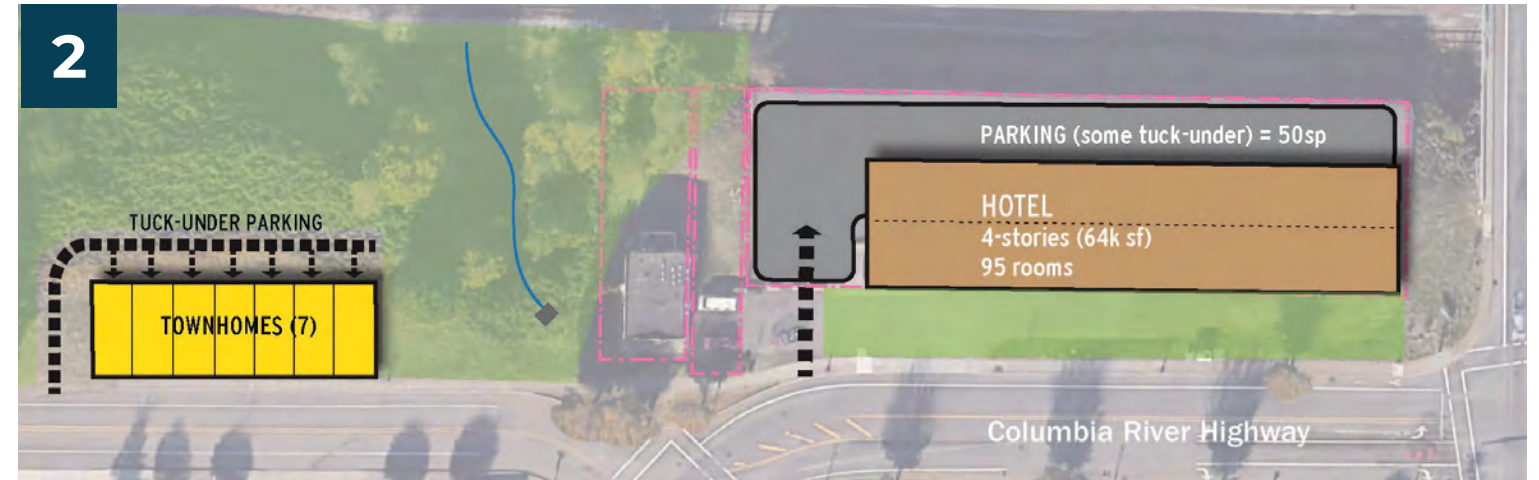 2
TUCK-UNDER PARKING
TOWNHOMES (7)
PARKING (some tuck-under) = 50sp
HOTEL
4-stories (64k sf)
95 rooms
Columbia River Highway